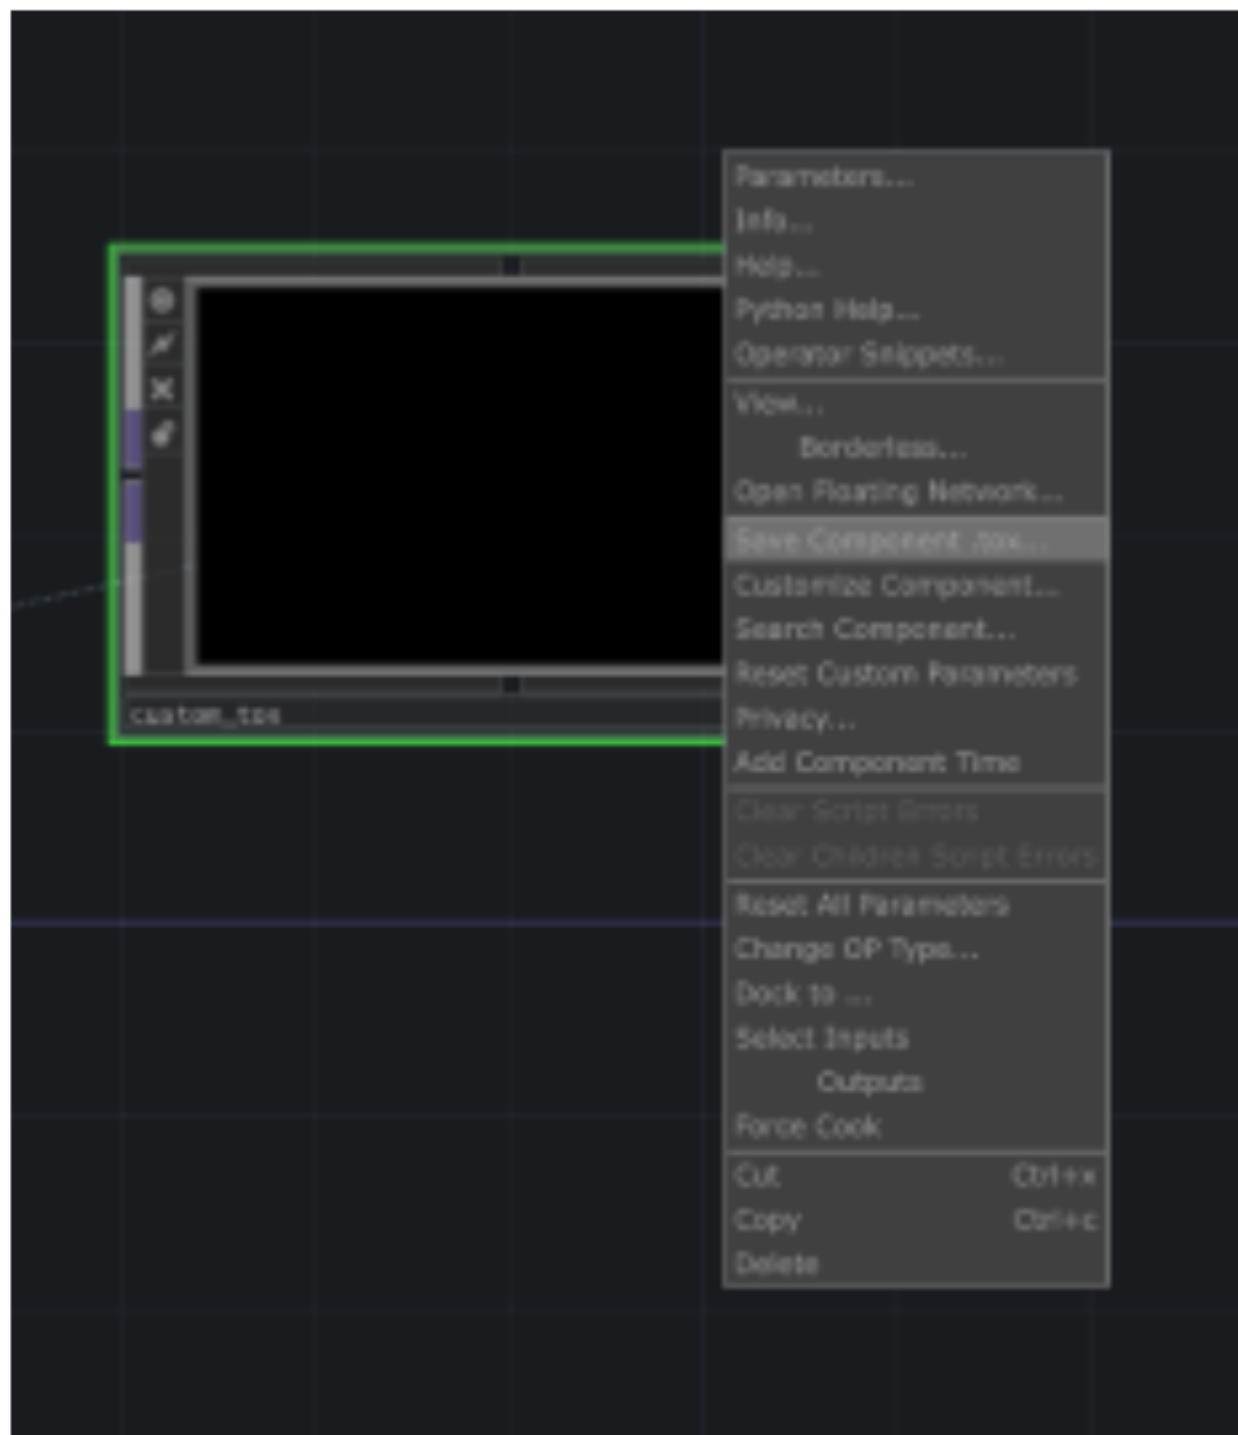 Parameters...
Info...
Help...
Python Help...
Operator Snippets...
View...
Borderless...
Open Floating Network...
Save Component .tox...
Customize Component...
Search Component...
Reset Custom Parameters
Privacy...
custom_tox
Add Component Time
Clear Script Errors
Clear Children Script Errors
Reset All Parameters
Change OP Type...
Dock to ...
Select Inputs
Outputs
Force Cook
Cut Ctrl+x
Copy Ctrl+c
Delete